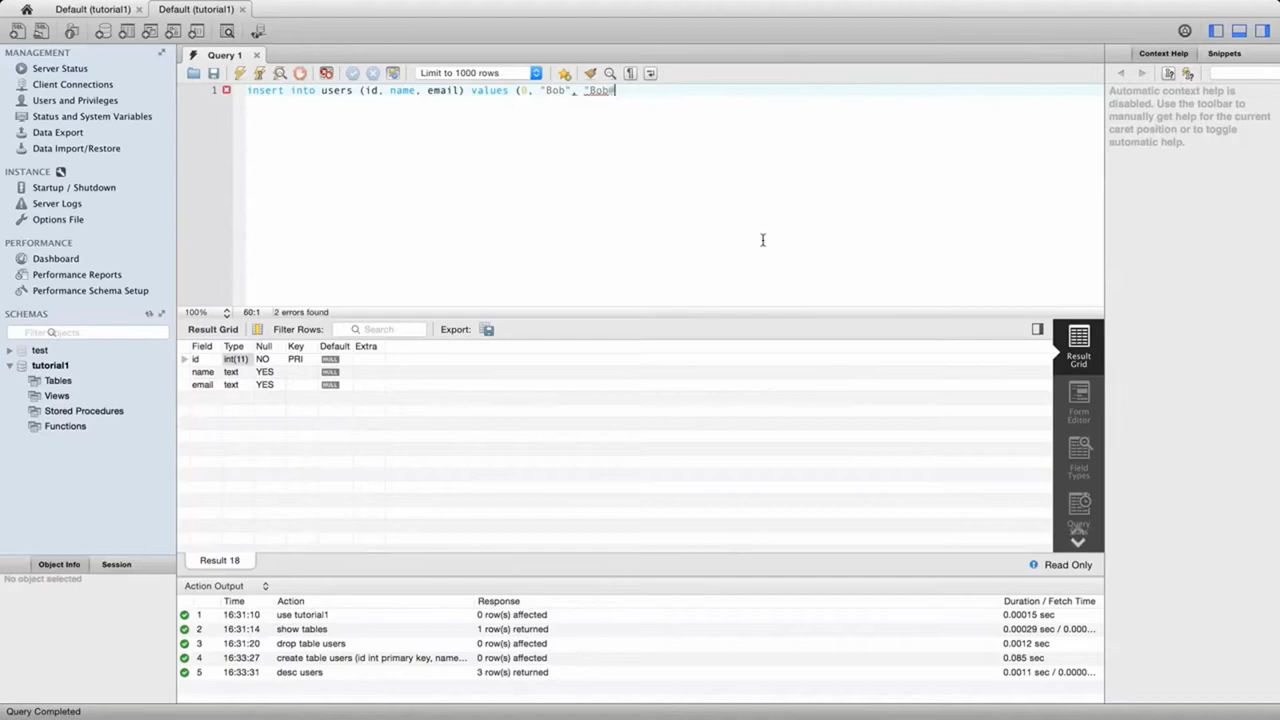 Default (tutorial1)
Default (tutorial1)
MANAGEMENT
Server Status
Client Connections
Users and Privileges
Status and System Variables
Data Export
Data Import/Restore
INSTANCE
Startup / Shutdown
Server Logs
Options File
PERFORMANCE
Dashboard
Performance Reports
Performance Schema Setup
SCHEMAS
Filter objects
test
tutorial1
Tables
Views
Stored Procedures
Functions
Object Info Session
No object selected
Query 1
Limit to 1000 rows
1 insert into users (id, name, email) values (0, "Bob", "Bob@
100% 60:1 2 errors found
Result Grid Filter Rows: Search Export:
Field Type Null Key Default Extra
id int(11) NO PRI NULL
name text YES NULL
email text YES NULL
Result Grid
Form Editor
Field Types
Query
Result 18
Read Only
Action Output
Time Action Response Duration / Fetch Time
1 16:31:10 use tutorial1 0 row(s) affected 0.00015 sec
2 16:31:14 show tables 1 row(s) returned 0.00029 sec / 0.000...
3 16:31:20 drop table users 0 row(s) affected 0.0012 sec
4 16:33:27 create table users (id int primary key, name... 0 row(s) affected 0.085 sec
5 16:33:31 desc users 3 row(s) returned 0.0011 sec / 0.0000...
Context Help Snippets
Automatic context help is
disabled. Use the toolbar to
manually get help for the current
caret position or to toggle
automatic help.
Query Completed